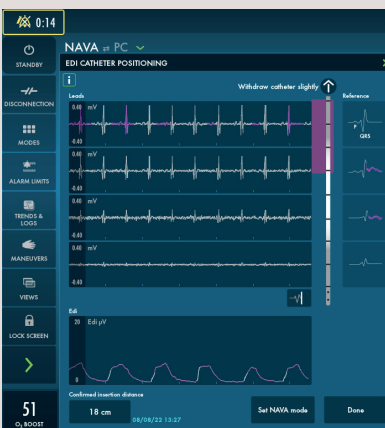 0:14
NAVA ⇄ PC
STANDBY
EDI CATHETER POSITIONING
i
Withdraw catheter slightly
Leads
Reference
DISCONNECTION
0.40 mV
-0.40
P
QRS
MODES
0.40 mV
-0.40
ALARM LIMITS
0.40 mV
-0.40
TRENDS &
LOGS
0.40 mV
-0.40
MANEUVERS
VIEWS
Edi
20 Edi µV
0
LOCK SCREEN
Confirmed insertion distance
18 cm
08/08/22 13:27
Set NAVA mode
Done
51
O₂ BOOST